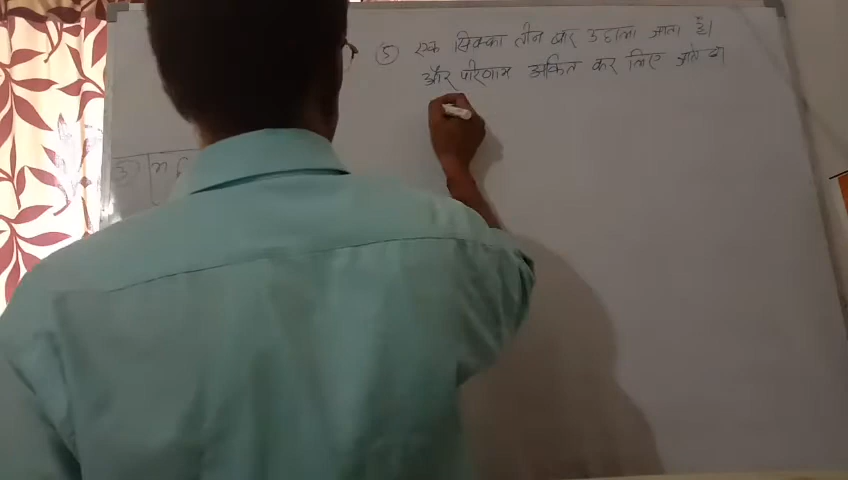 ⑤ एक सिक्का तीन बार उछाला जाता है।
और परिणाम अंकित कर लिए जाते